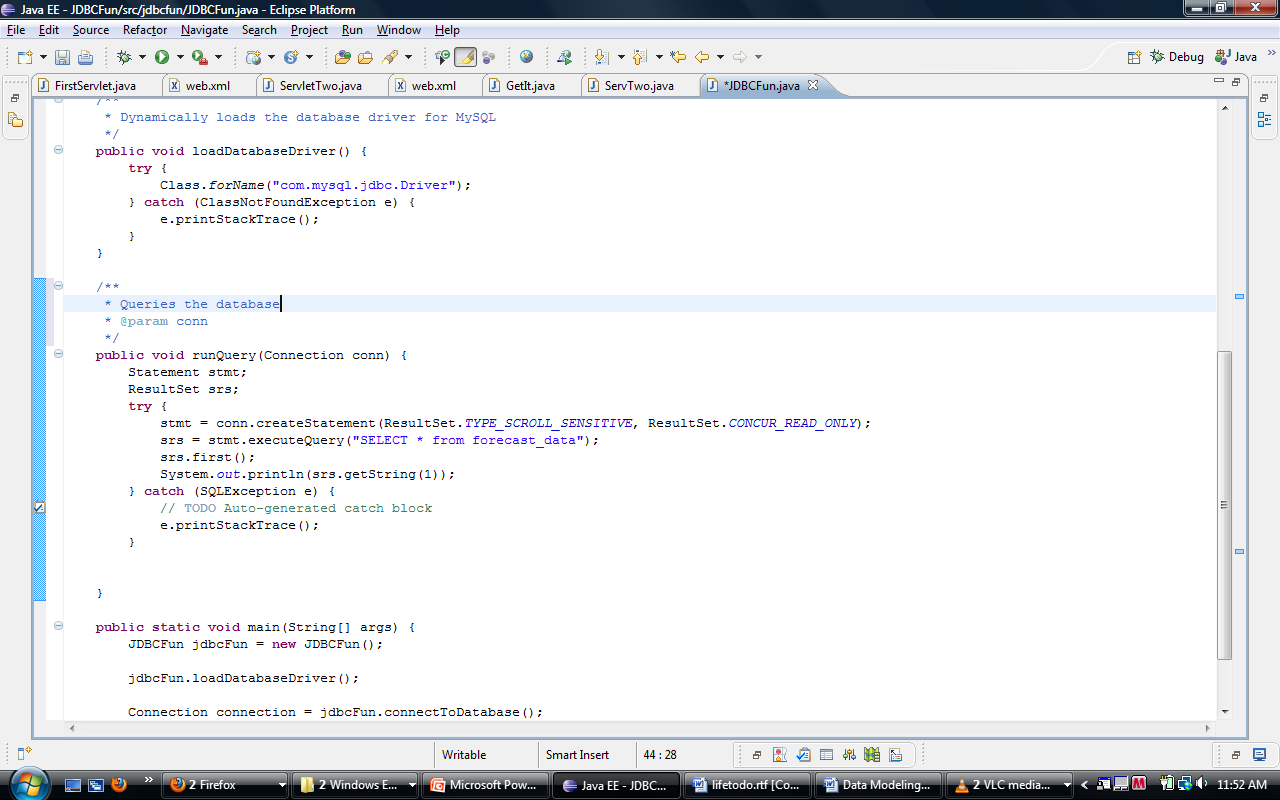 Java EE - JDBCFun/src/jdbcfun/JDBCFun.java - Eclipse Platform
File Edit Source Refactor Navigate Search Project Run Window Help
Debug Java
FirstServlet.java web.xml ServletTwo.java web.xml GetIt.java ServTwo.java *JDBCFun.java
/**
* Dynamically loads the database driver for MySQL
*/
public void loadDatabaseDriver() {
try {
Class.forName("com.mysql.jdbc.Driver");
} catch (ClassNotFoundException e) {
e.printStackTrace();
}
}
/**
* Queries the database
* @param conn
*/
public void runQuery(Connection conn) {
Statement stmt;
ResultSet srs;
try {
stmt = conn.createStatement(ResultSet.TYPE_SCROLL_SENSITIVE, ResultSet.CONCUR_READ_ONLY);
srs = stmt.executeQuery("SELECT * from forecast_data");
srs.first();
System.out.println(srs.getString(1));
} catch (SQLException e) {
// TODO Auto-generated catch block
e.printStackTrace();
}
}
public static void main(String[] args) {
JDBCFun jdbcFun = new JDBCFun();
jdbcFun.loadDatabaseDriver();
Connection connection = jdbcFun.connectToDatabase();
Writable Smart Insert 44 : 28
2 Firefox 2 Windows E... Microsoft Pow... Java EE - JDBC... lifetodo.rtf [Co... Data Modeling... 2 VLC media... 11:52 AM